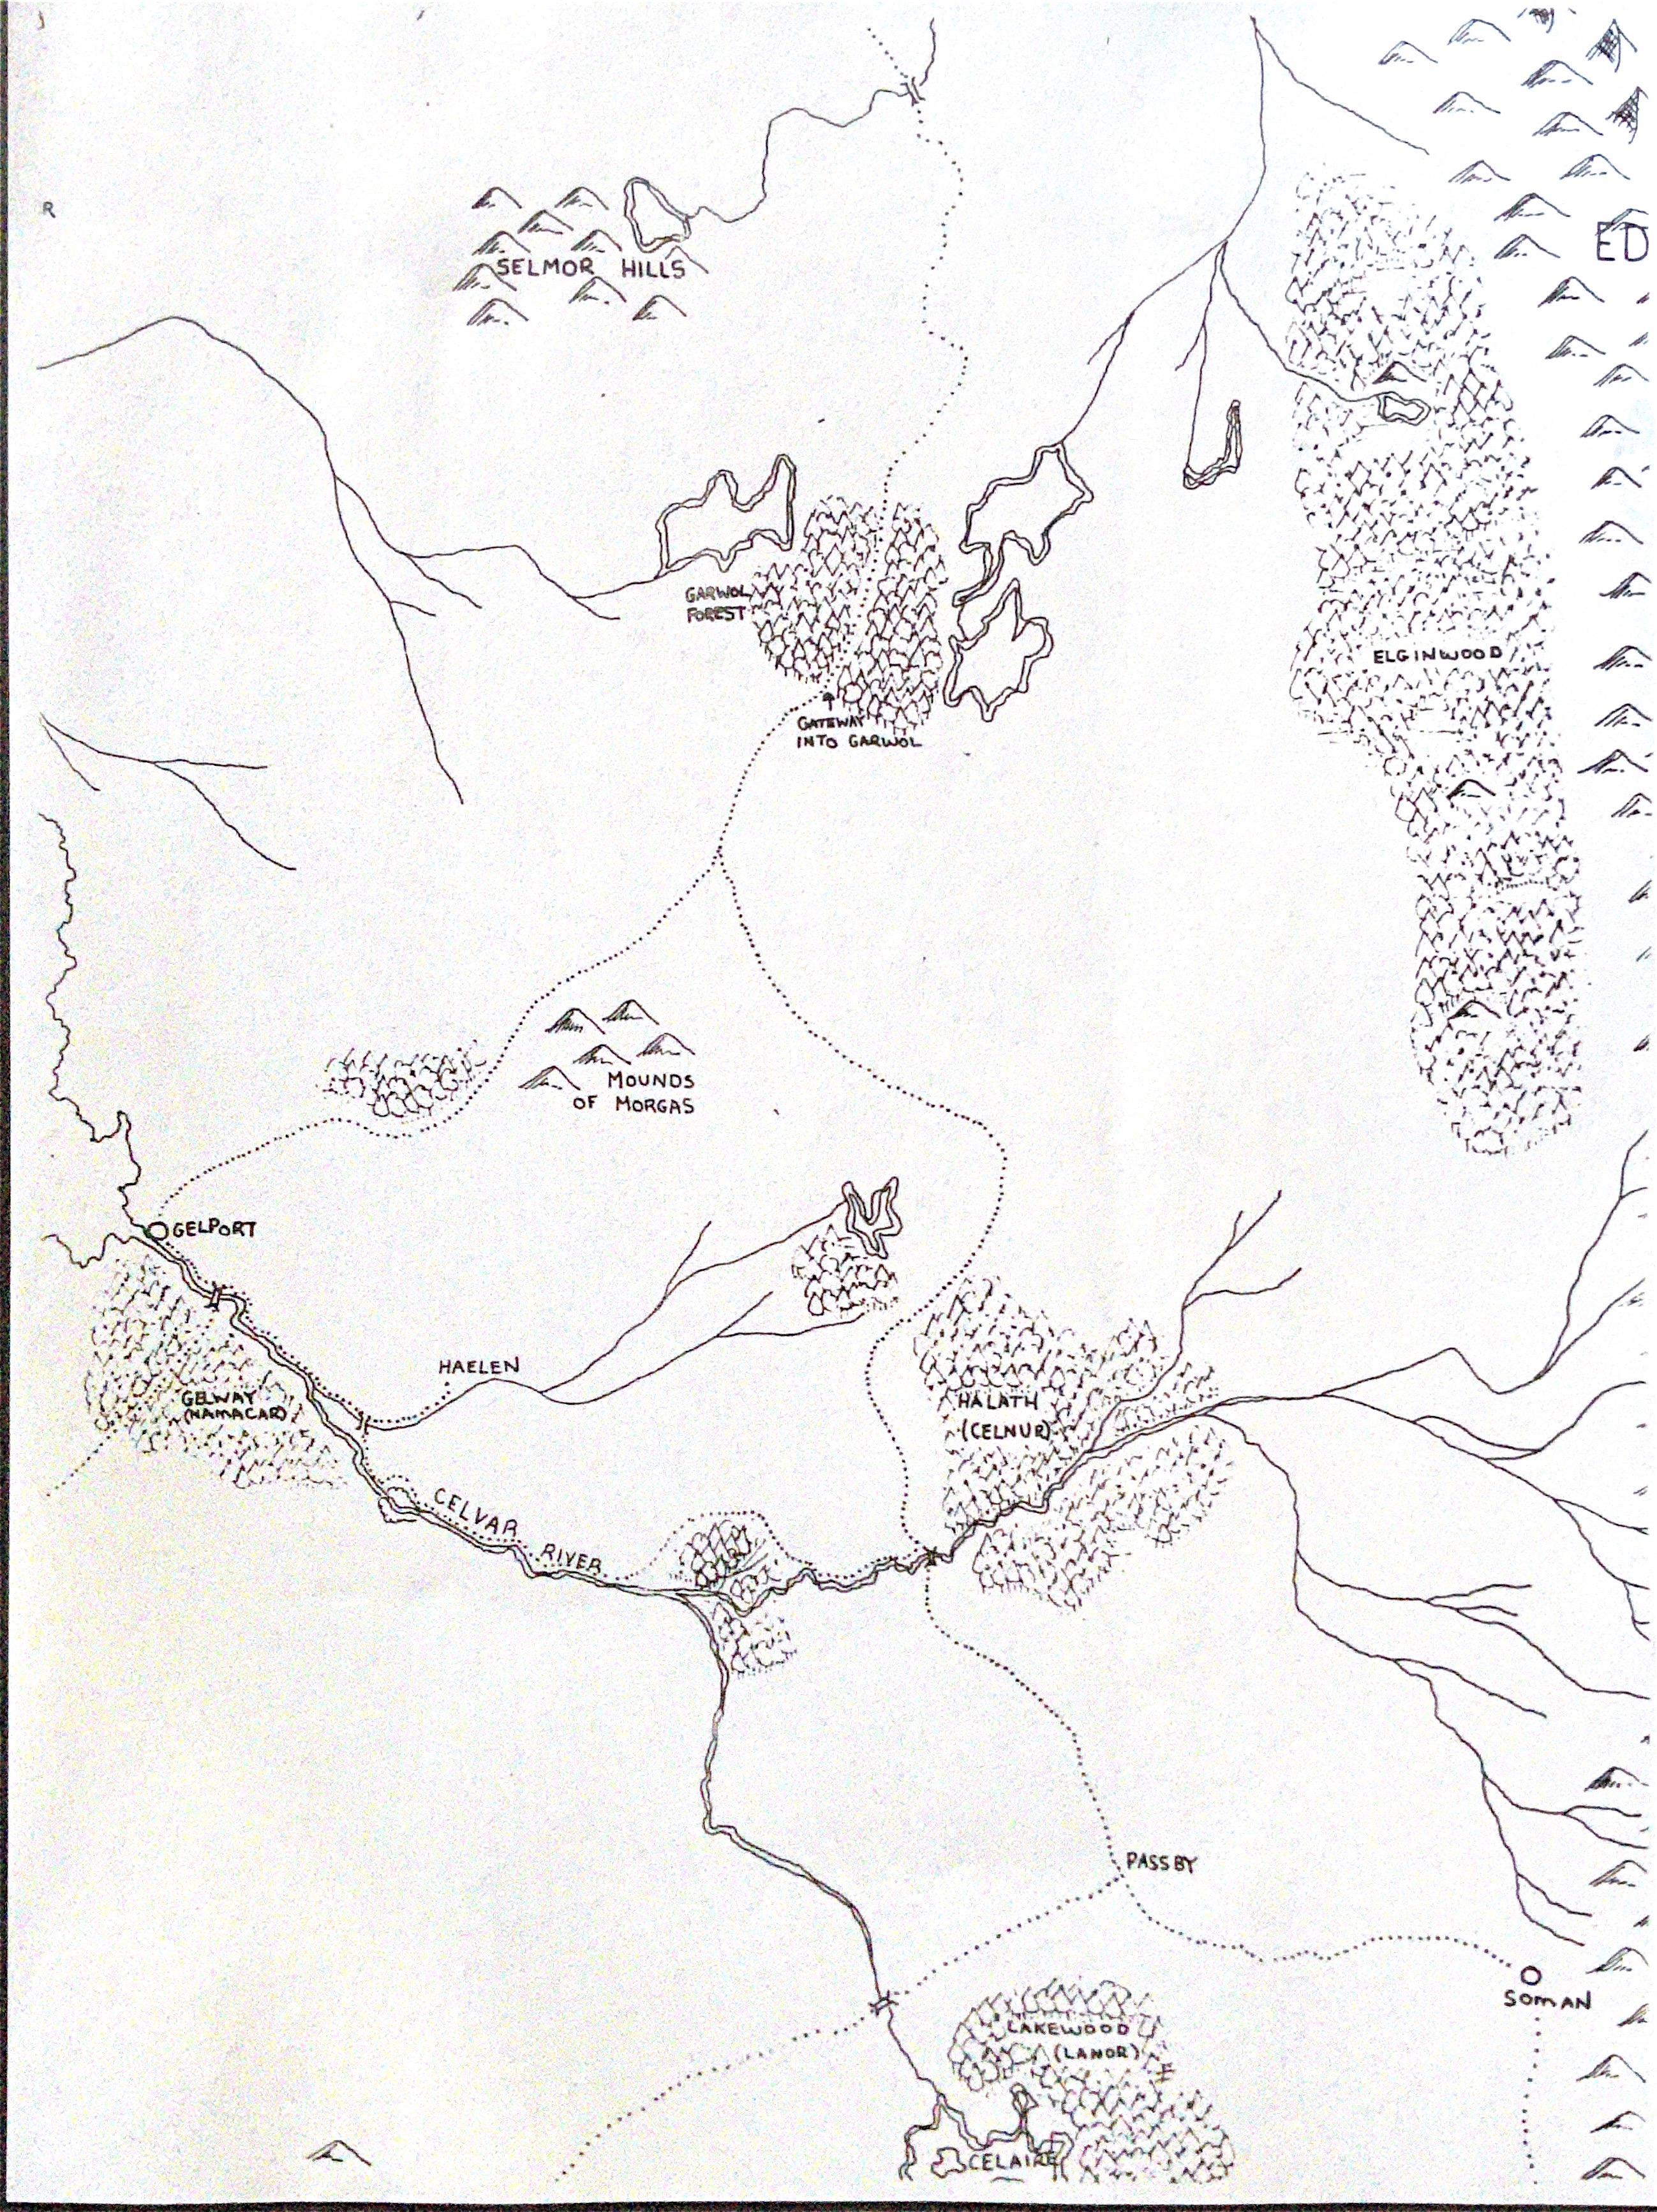 R
ED
SELMOR HILLS
GARWOL
FOREST
ELGINWOOD
GATEWAY
INTO GARWOL
MOUNDS
OF MORGAS
GELPORT
HAELEN
GELWAY
(NAMACAR)
HALATH
(CELNUR)
CELVAR
RIVER
PASSBY
SOMAN
LAKEWOOD
(LANOR)
CELAIRE